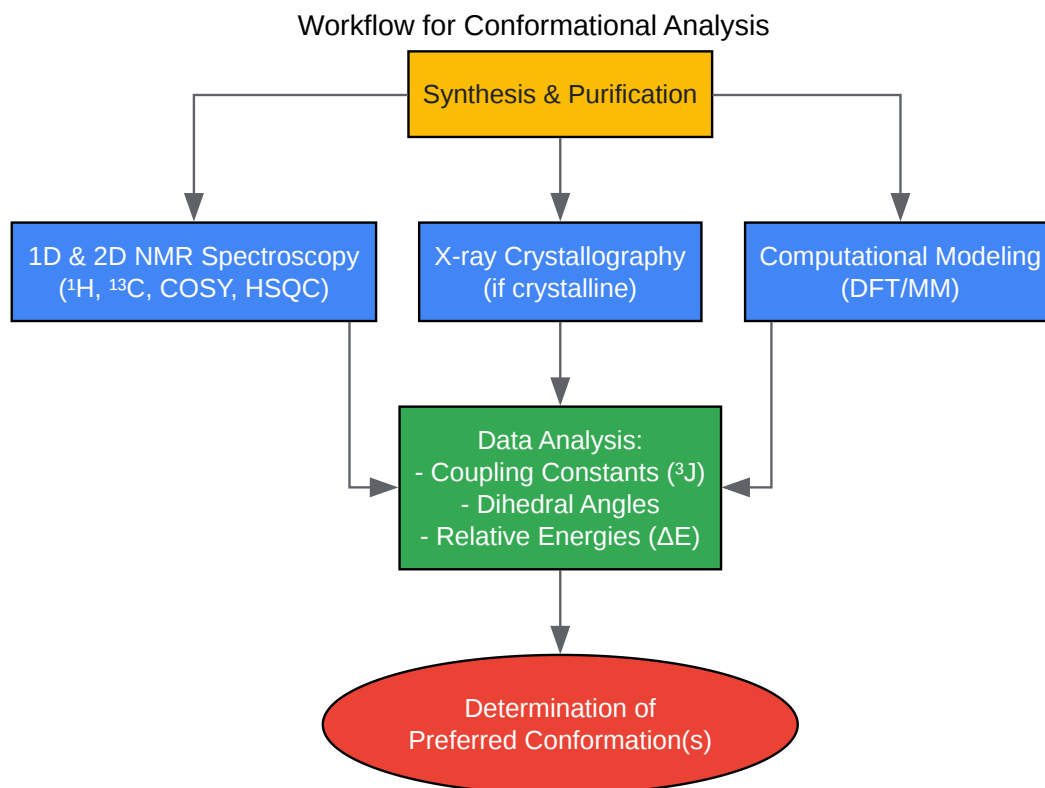 Workflow for Conformational Analysis
Synthesis & Purification
1D & 2D NMR Spectroscopy
(¹H, ¹³C, COSY, HSQC)
X-ray Crystallography
(if crystalline)
Computational Modeling
(DFT/MM)
Data Analysis:
- Coupling Constants (³J)
- Dihedral Angles
- Relative Energies (ΔE)
Determination of
Preferred Conformation(s)